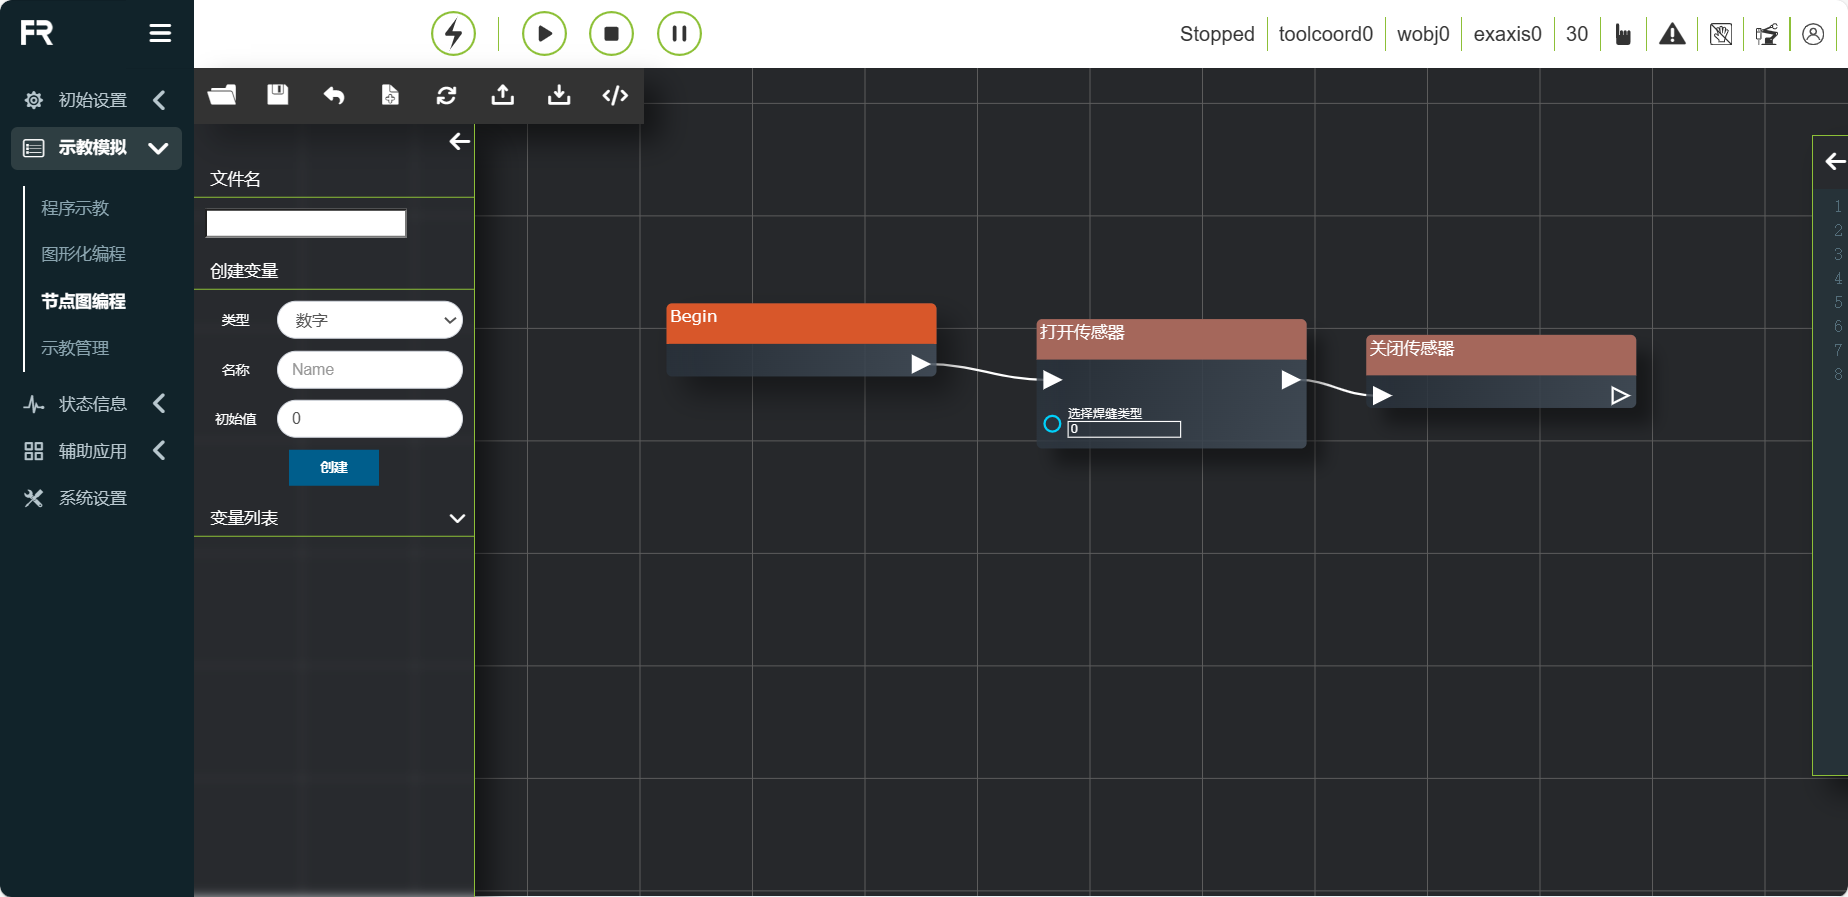 FR
Stopped
toolcoord0
wobj0
exaxis0
30
初始设置
示教模拟
程序示教
图形化编程
节点图编程
示教管理
状态信息
辅助应用
系统设置
文件名
创建变量
类型
数字
名称
Name
初始值
0
创建
变量列表
Begin
打开传感器
选择焊缝类型
0
关闭传感器
1
2
3
4
5
6
7
8